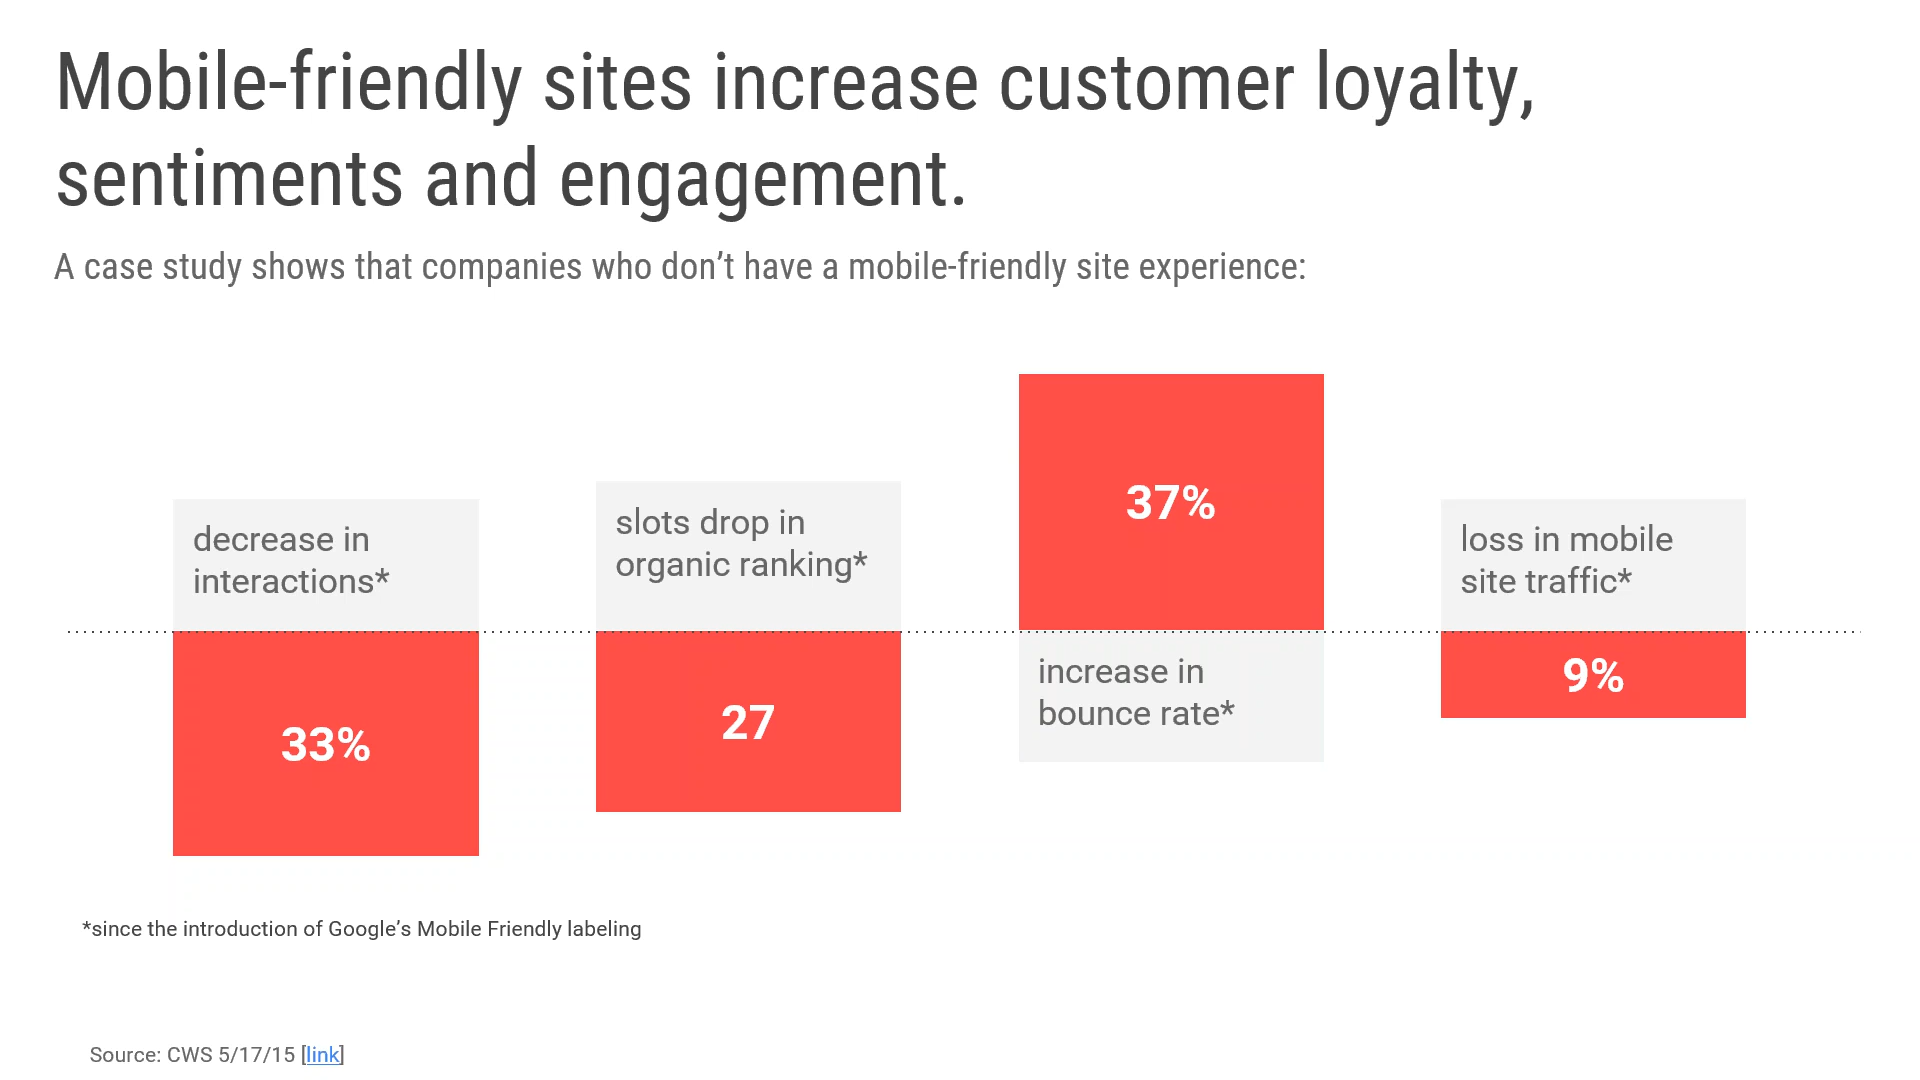 Mobile-friendly sites increase customer loyalty,
sentiments and engagement.
A case study shows that companies who don’t have a mobile-friendly site experience:
decrease in
interactions*
33%
slots drop in
organic ranking*
27
37%
increase in
bounce rate*
loss in mobile
site traffic*
9%
*since the introduction of Google’s Mobile Friendly labeling
Source: CWS 5/17/15 [link]